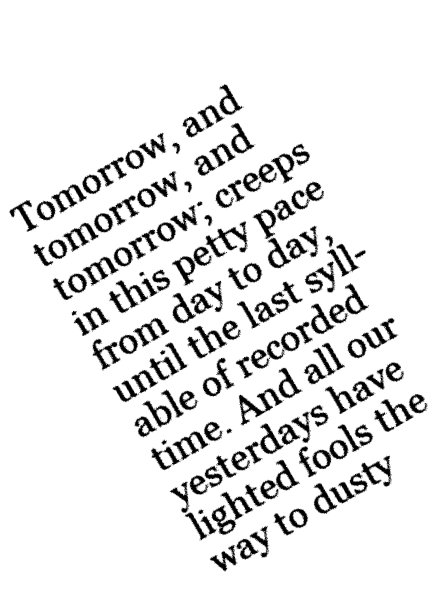 Tomorrow, and
tomorrow, and
tomorrow; creeps
in this petty pace
from day to day,
until the last syll-
able of recorded
time. And all our
yesterdays have
lighted fools the
way to dusty